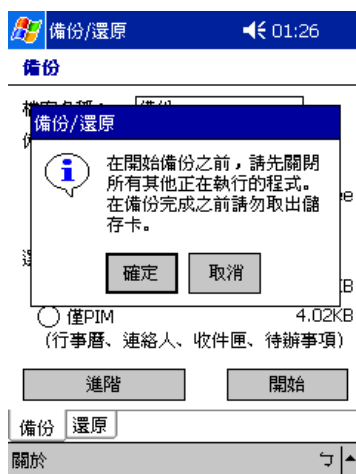 備份/還原 01:26
備份
備份/還原
在開始備份之前，請先關閉
所有其他正在執行的程式。
在備份完成之前請勿取出儲
存卡。
確定 取消
僅PIM 4.02KB
(行事曆、連絡人、收件匣、待辦事項)
進階 開始
備份 還原
關於 ㄅ